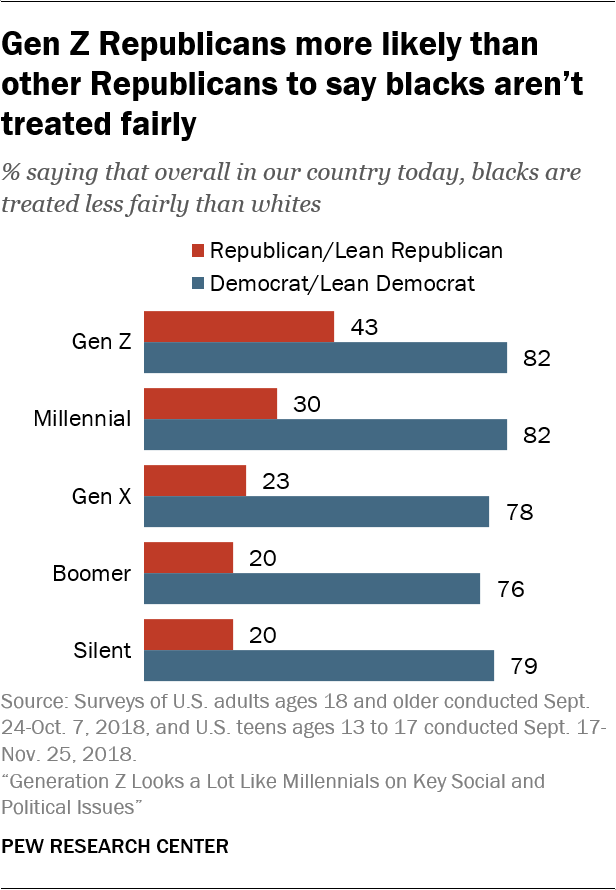 Gen Z Republicans more likely than
other Republicans to say blacks aren’t
treated fairly
% saying that overall in our country today, blacks are
treated less fairly than whites
Republican/Lean Republican
Democrat/Lean Democrat
Gen Z
43
82
Millennial
30
82
Gen X
23
78
Boomer
20
76
Silent
20
79
Source: Surveys of U.S. adults ages 18 and older conducted Sept.
24-Oct. 7, 2018, and U.S. teens ages 13 to 17 conducted Sept. 17-
Nov. 25, 2018.
“Generation Z Looks a Lot Like Millennials on Key Social and
Political Issues”
PEW RESEARCH CENTER